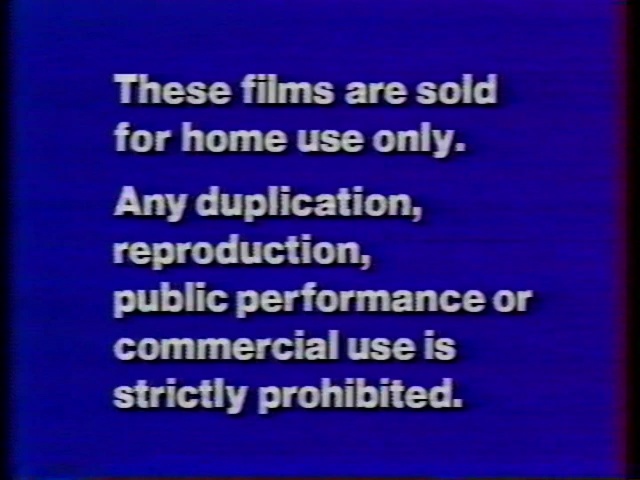 These films are sold
for home use only.
Any duplication,
reproduction,
public performance or
commercial use is
strictly prohibited.